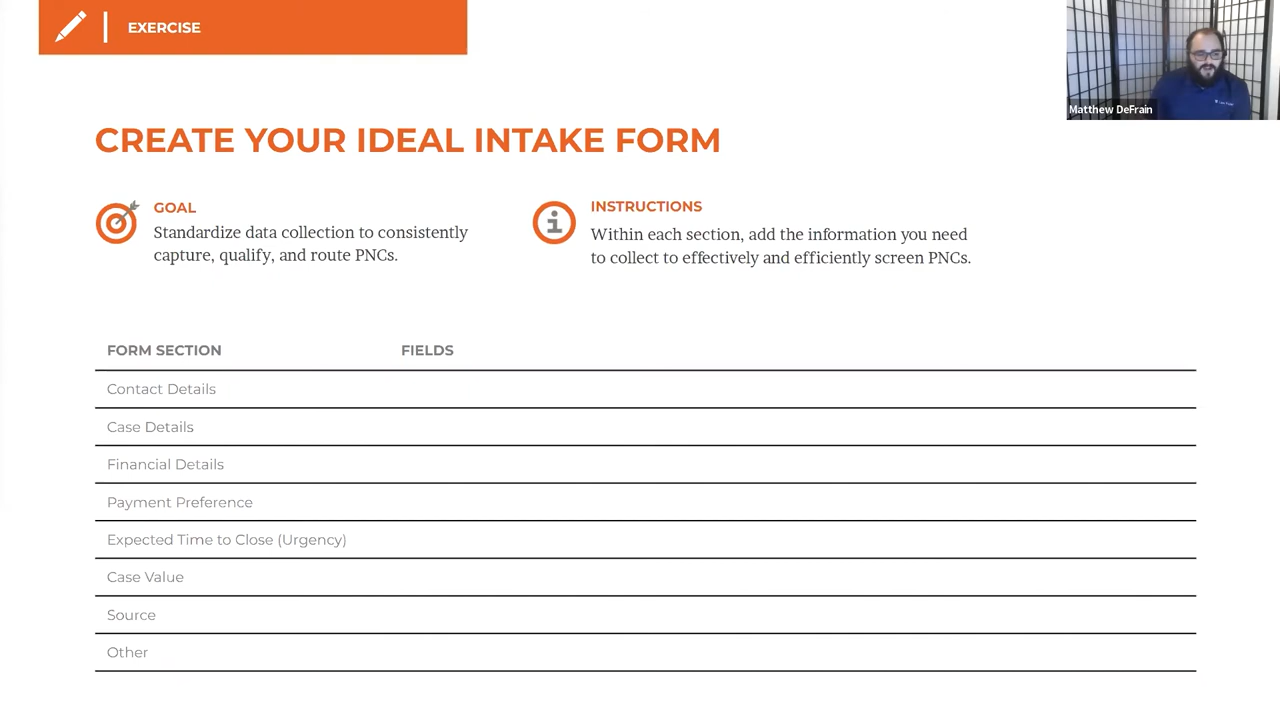 EXERCISE
Matthew DeFrain
CREATE YOUR IDEAL INTAKE FORM
GOAL
Standardize data collection to consistently
capture, qualify, and route PNCs.
INSTRUCTIONS
Within each section, add the information you need
to collect to effectively and efficiently screen PNCs.
FORM SECTION FIELDS
Contact Details
Case Details
Financial Details
Payment Preference
Expected Time to Close (Urgency)
Case Value
Source
Other